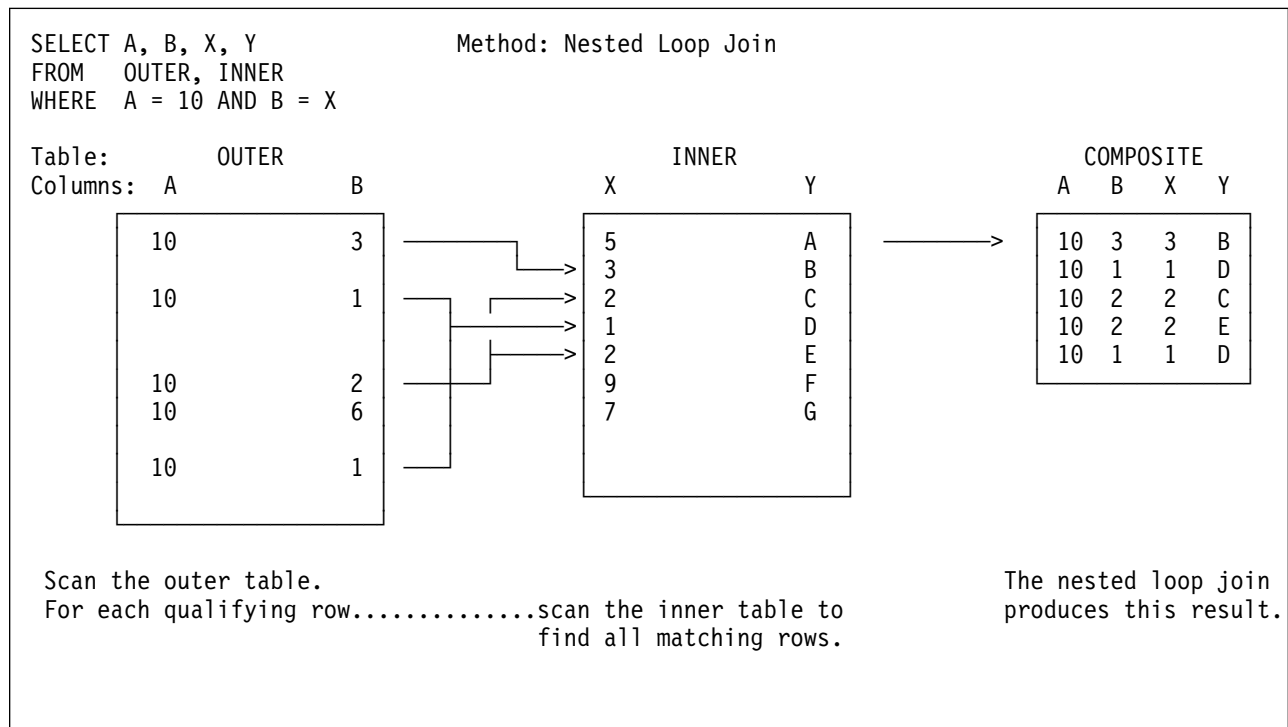 SELECT A, B, X, Y Method: Nested Loop Join
FROM OUTER, INNER
WHERE A = 10 AND B = X
Table: OUTER INNER COMPOSITE
Columns: A B X Y A B X Y
10 3 5 A 10 3 3 B
3 B 10 1 1 D
10 1 2 C 10 2 2 C
1 D 10 2 2 E
2 E 10 1 1 D
10 2 9 F
10 6 7 G
10 1
Scan the outer table. The nested loop join
For each qualifying row..............scan the inner table to produces this result.
find all matching rows.